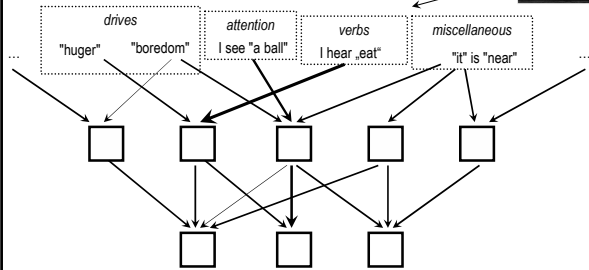 drives
attention
verbs
miscellaneous
"huger" "boredom"
I see "a ball"
I hear „eat“
"it" is "near"
...
...